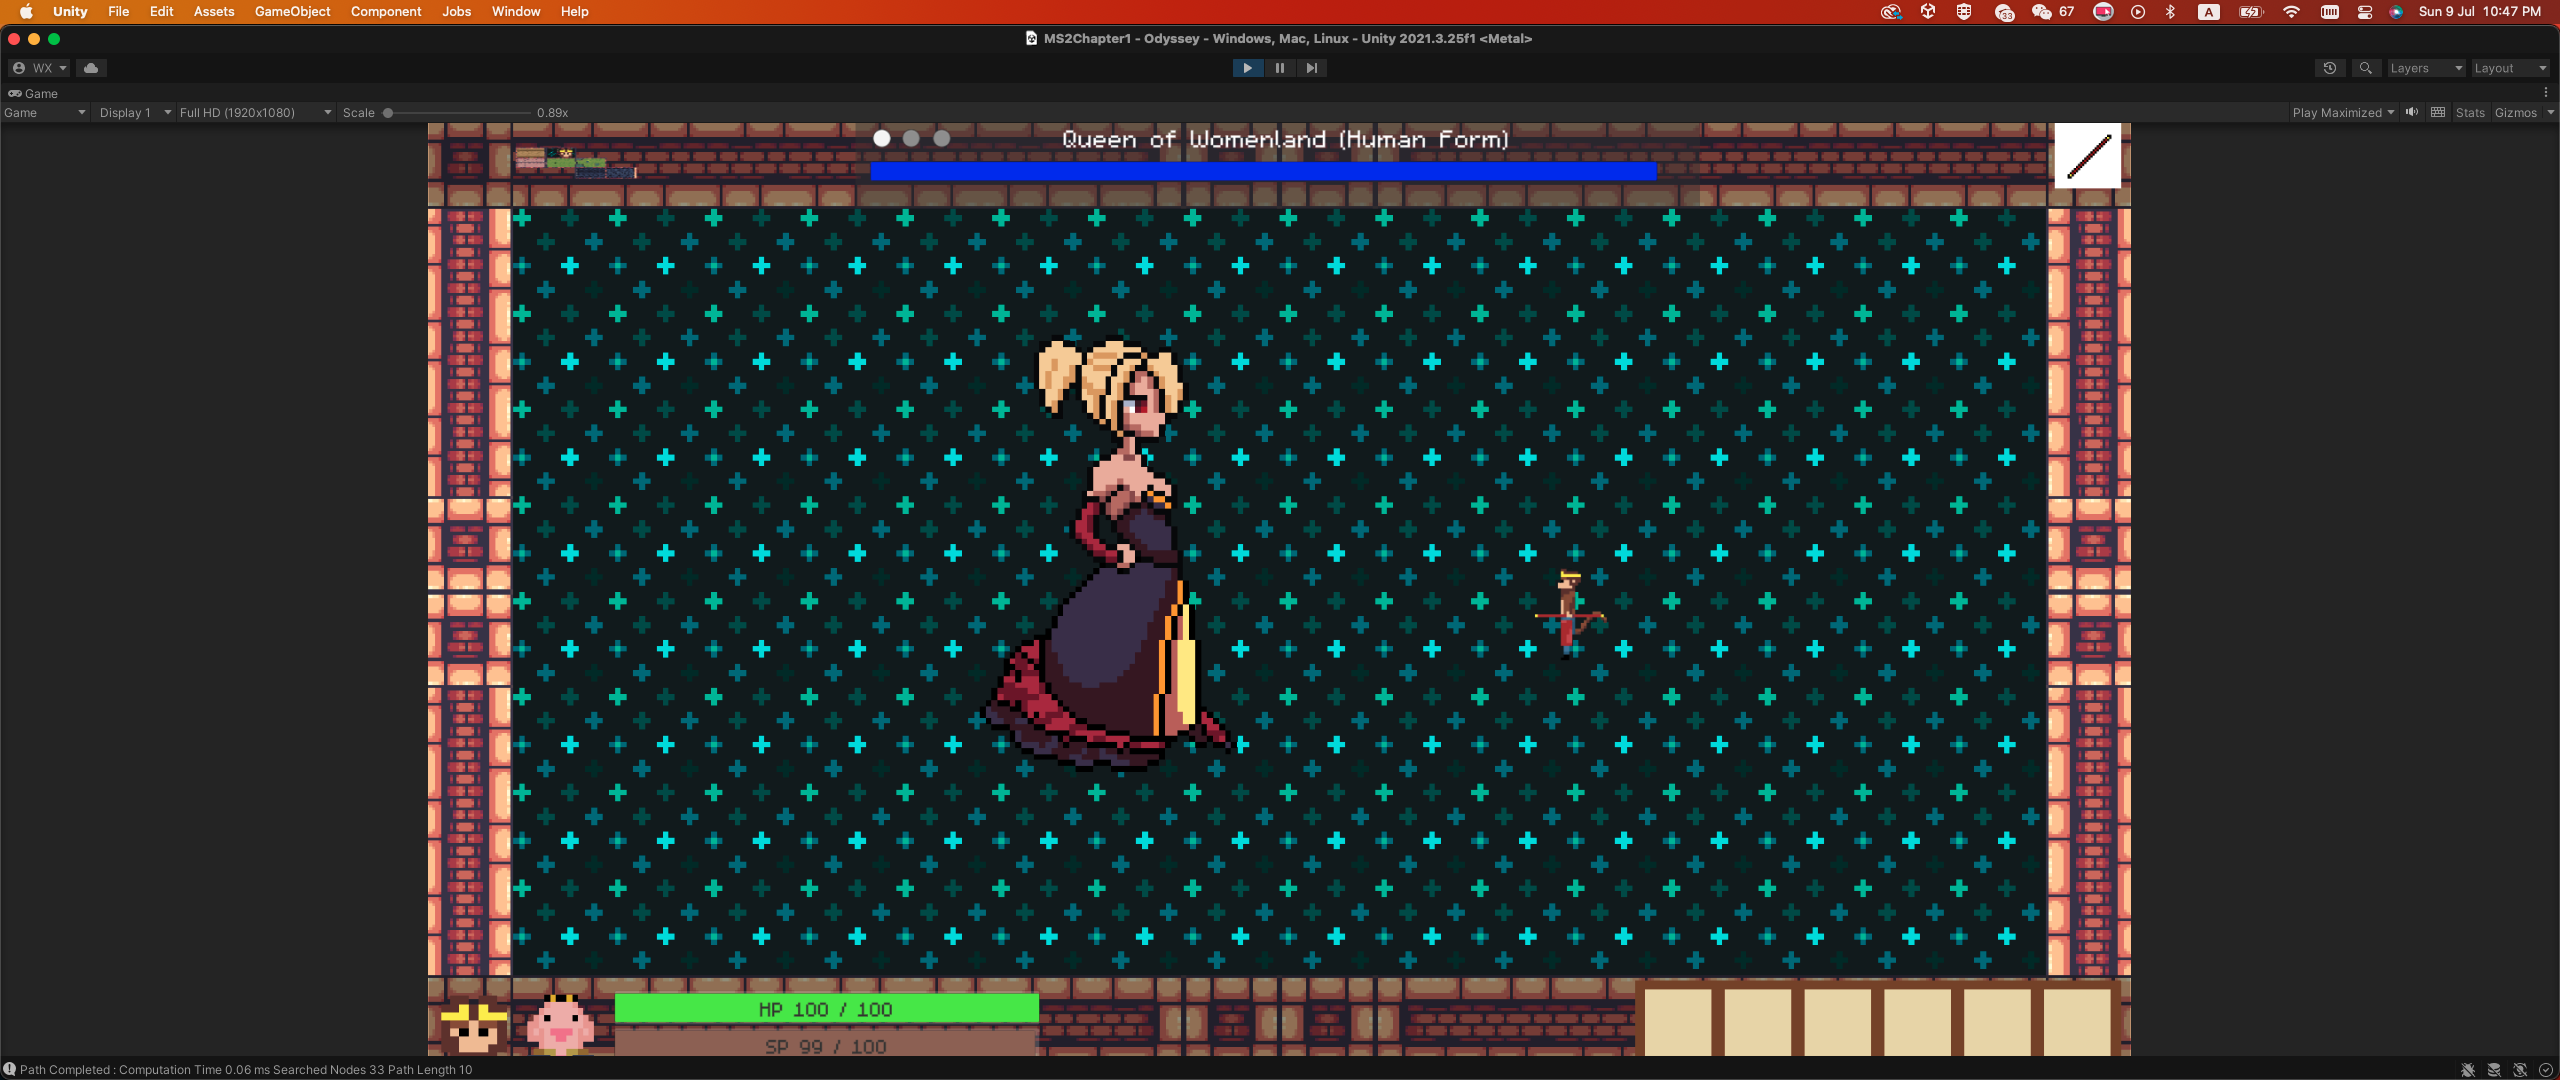 Unity File Edit Assets GameObject Component Jobs Window Help
33 67 A Sun 9 Jul 10:47 PM
MS2Chapter1 - Odyssey - Windows, Mac, Linux - Unity 2021.3.25f1 <Metal>
WX Layers Layout
Game
Game Display 1 Full HD (1920x1080) Scale 0.89x Play Maximized Stats Gizmos
Queen of Womenland (Human Form)
HP 100 / 100
SP 99 / 100
Path Completed : Computation Time 0.06 ms Searched Nodes 33 Path Length 10